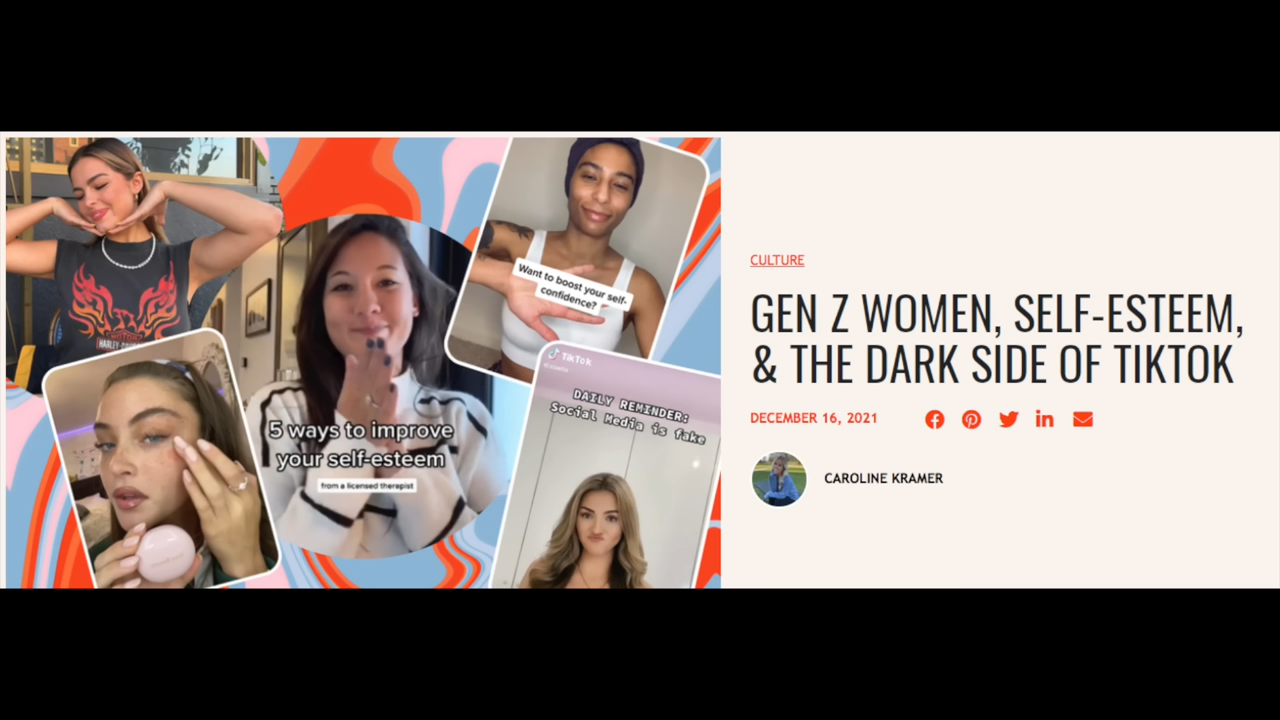 HARLEY-DAVIDSON
Want to boost your self-
confidence?
TikTok
DAILY REMINDER:
Social Media is fake
5 ways to improve
your self-esteem
from a licensed therapist
CULTURE
GEN Z WOMEN, SELF-ESTEEM,
& THE DARK SIDE OF TIKTOK
DECEMBER 16, 2021
CAROLINE KRAMER